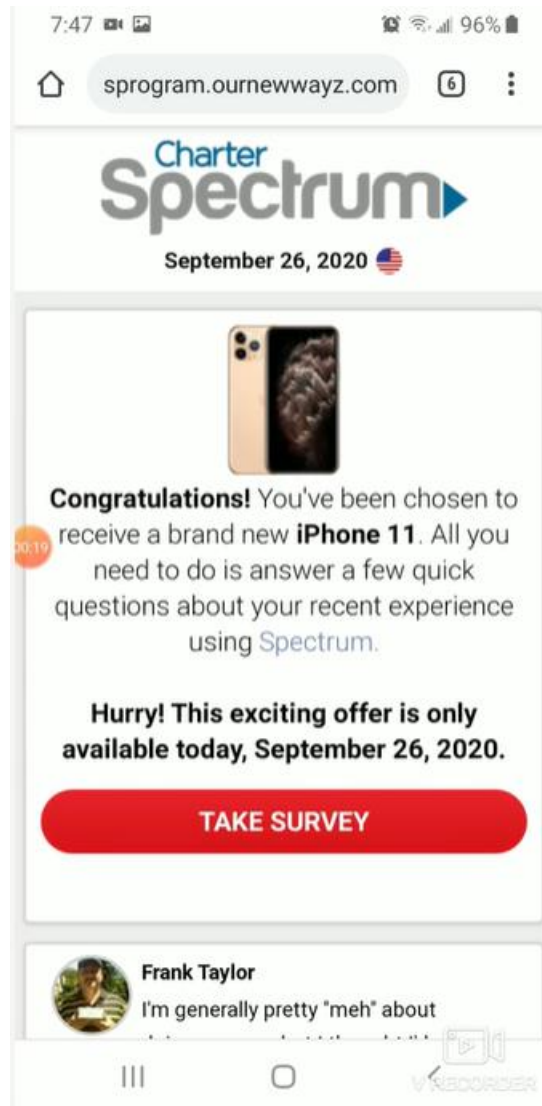 7:47 96%
sprogram.ournewwayz.com 6
Charter
Spectrum
September 26, 2020
Congratulations! You've been chosen to
receive a brand new iPhone 11. All you
00:19
need to do is answer a few quick
questions about your recent experience
using Spectrum.
Hurry! This exciting offer is only
available today, September 26, 2020.
TAKE SURVEY
Frank Taylor
I'm generally pretty "meh" about
V RECORDER